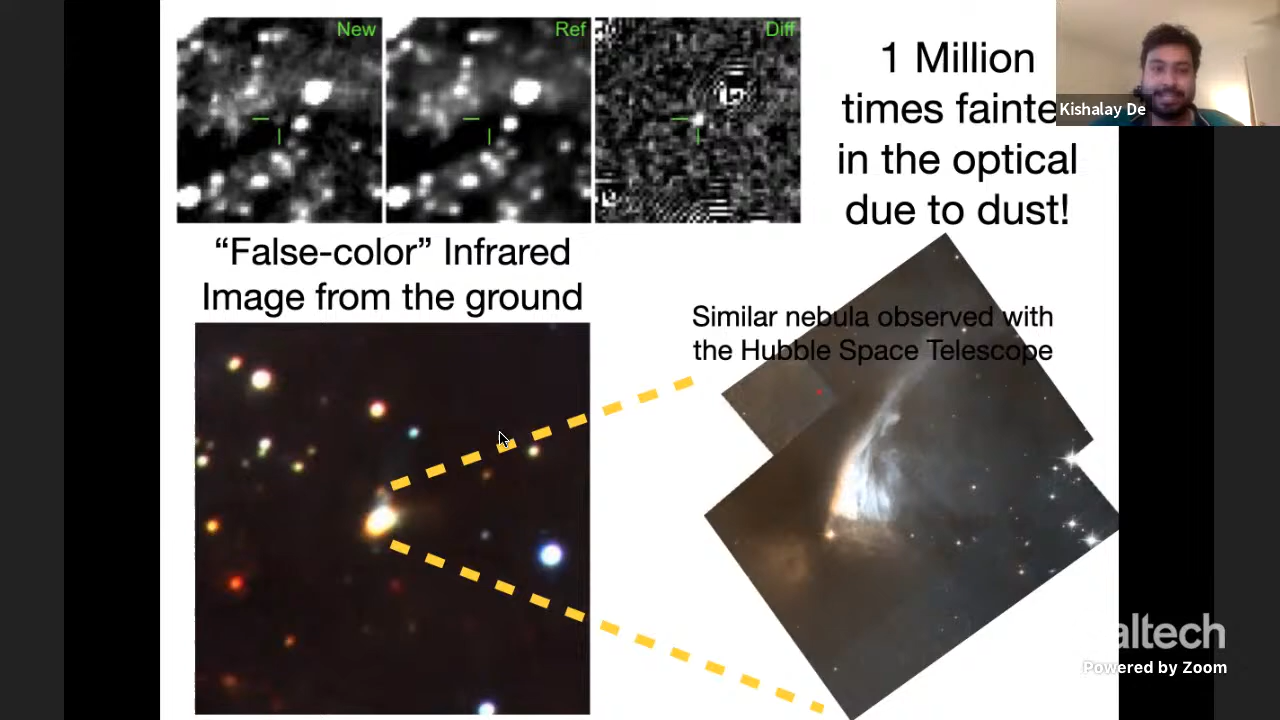 New
Ref
Diff
1 Million
times fainte
in the optical
due to dust!
Kishalay De
“False-color” Infrared
Image from the ground
Similar nebula observed with
the Hubble Space Telescope
altech
Powered by Zoom